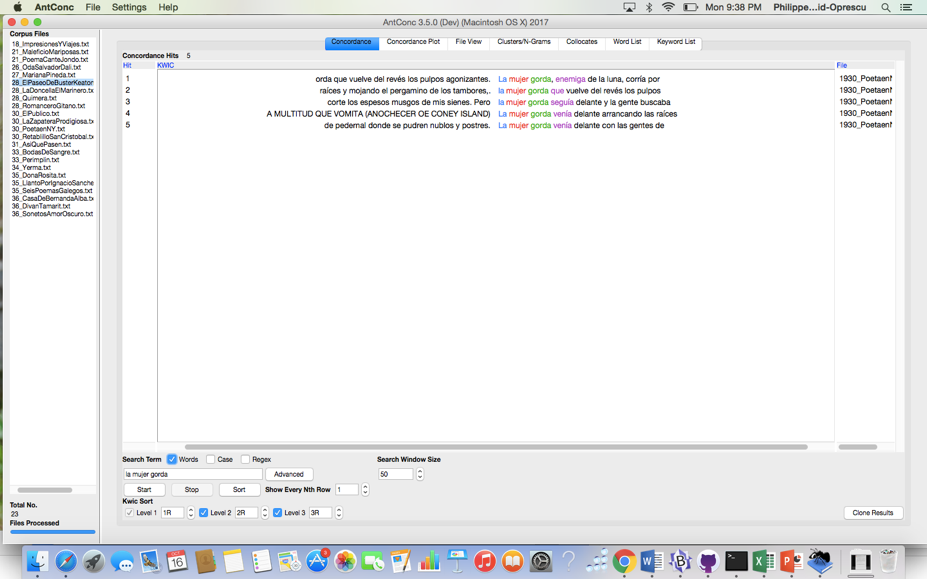 AntConc File Settings Help Mon 9:38 PM Philippe...id-Oprescu
AntConc 3.5.0 (Dev) (Macintosh OS X) 2017
Corpus Files
18_ImpresionesYViajes.txt
21_MaleficioMariposas.txt
21_PoemaCanteJondo.txt
26_OdaSalvadorDali.txt
27_MarianaPineda.txt
28_ElPaseoDeBusterKeaton
28_LaDoncellaElMarinero.txt
28_Quimera.txt
28_RomanceroGitano.txt
30_ElPublico.txt
30_LaZapateraProdigiosa.tx
30_PoetaenNY.txt
30_RetablilloSanCristobal.tx
31_AsiQuePasen.txt
33_BodasDeSangre.txt
33_Perimplin.txt
34_Yerma.txt
35_DonaRosita.txt
35_LlantoPorIgnacioSanche
35_SeisPoemasGalegos.txt
36_CasaDeBernandaAlba.tx
36_DivanTamarit.txt
36_SonetosAmorOscuro.txt
Total No.
23
Files Processed
Concordance Concordance Plot File View Clusters/N-Grams Collocates Word List Keyword List
Concordance Hits 5
Hit KWIC File
1 orda que vuelve del revés los pulpos agonizantes. La mujer gorda, enemiga de la luna, corría por 1930_PoetaenN
2 raíces y mojando el pergamino de los tambores,. la mujer gorda que vuelve del revés los pulpos 1930_PoetaenN
3 corte los espesos musgos de mis sienes. Pero la mujer gorda seguía delante y la gente buscaba 1930_PoetaenN
4 A MULTITUD QUE VOMITA (ANOCHECER DE CONEY ISLAND) La mujer gorda venía delante arrancando las raíces 1930_PoetaenN
5 de pedernal donde se pudren nublos y postres. La mujer gorda venía delante con las gentes de 1930_PoetaenN
Search Term Words Case Regex Search Window Size
la mujer gorda Advanced 50
Start Stop Sort Show Every Nth Row 1
Kwic Sort
Level 1 1R Level 2 2R Level 3 3R Clone Results
OCT
16
3